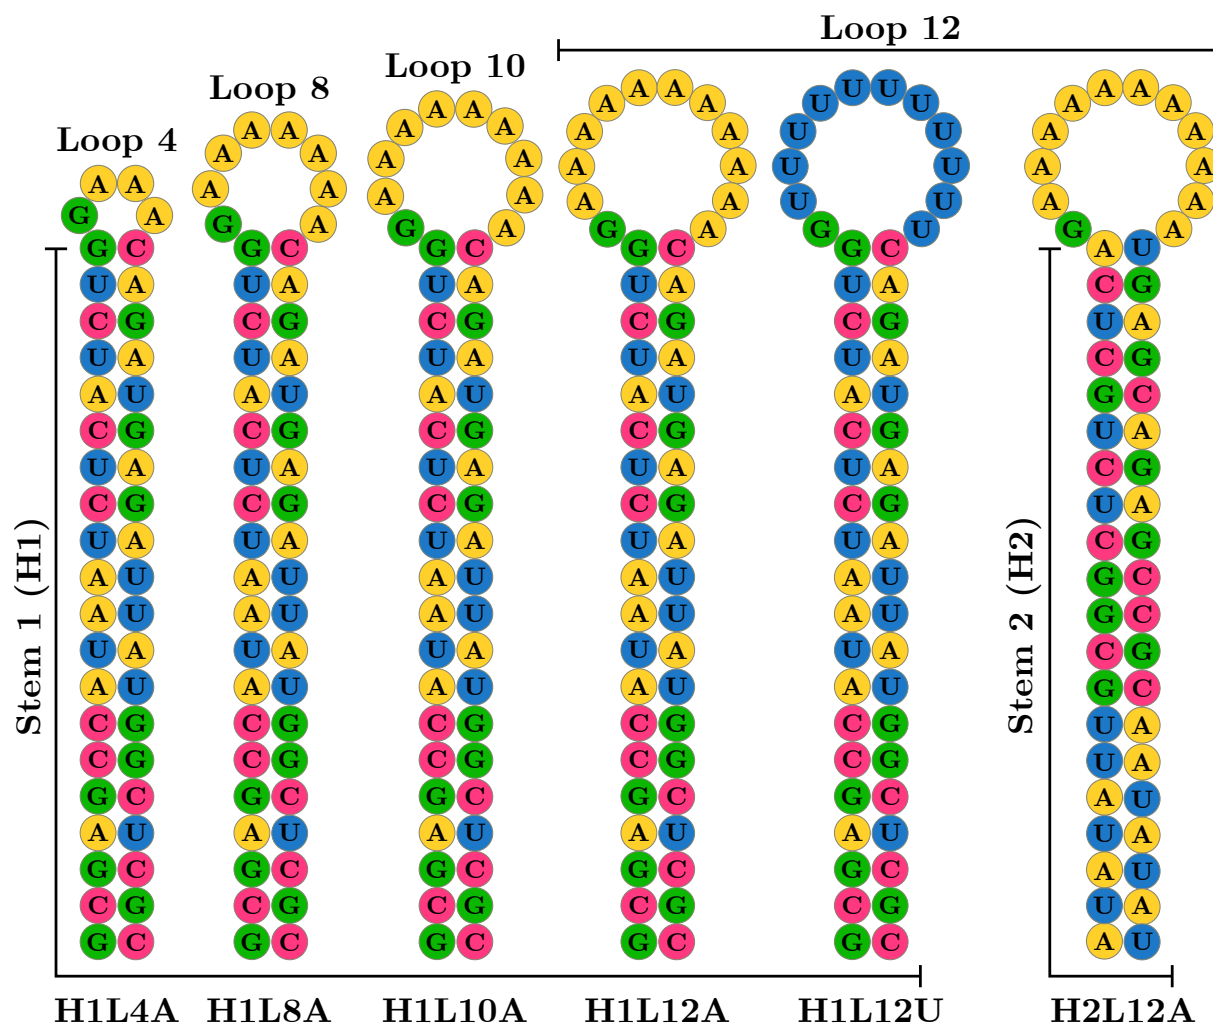 Loop 12
Loop 10
Loop 8
Loop 4
G A A A
G A A A A A A A
G A A A A A A A A A
G A A A A A A A A A A A
G U U U U U U U U U U U
G A A A A A A A A A A A
G C G C G C G C G C A U
U A U A U A U A U A C G
C G C G C G C G C G U A
U A U A U A U A U A C G
A U A U A U A U A U G C
C G C G C G C G C G U A
U A U A U A U A U A C G
C G C G C G C G C G U A
U A U A U A U A U A C G
A U A U A U A U A U G C
A U A U A U A U A U G C
U A U A U A U A U A C G
A U A U A U A U A U G C
C G C G C G C G C G U A
C G C G C G C G C G U A
G C G C G C G C G C A U
A U A U A U A U A U U A
G C G C G C G C G C A U
C G C G C G C G C G U A
G C G C G C G C G C A U
Stem 1 (H1)
Stem 2 (H2)
H1L4A H1L8A H1L10A H1L12A H1L12U H2L12A